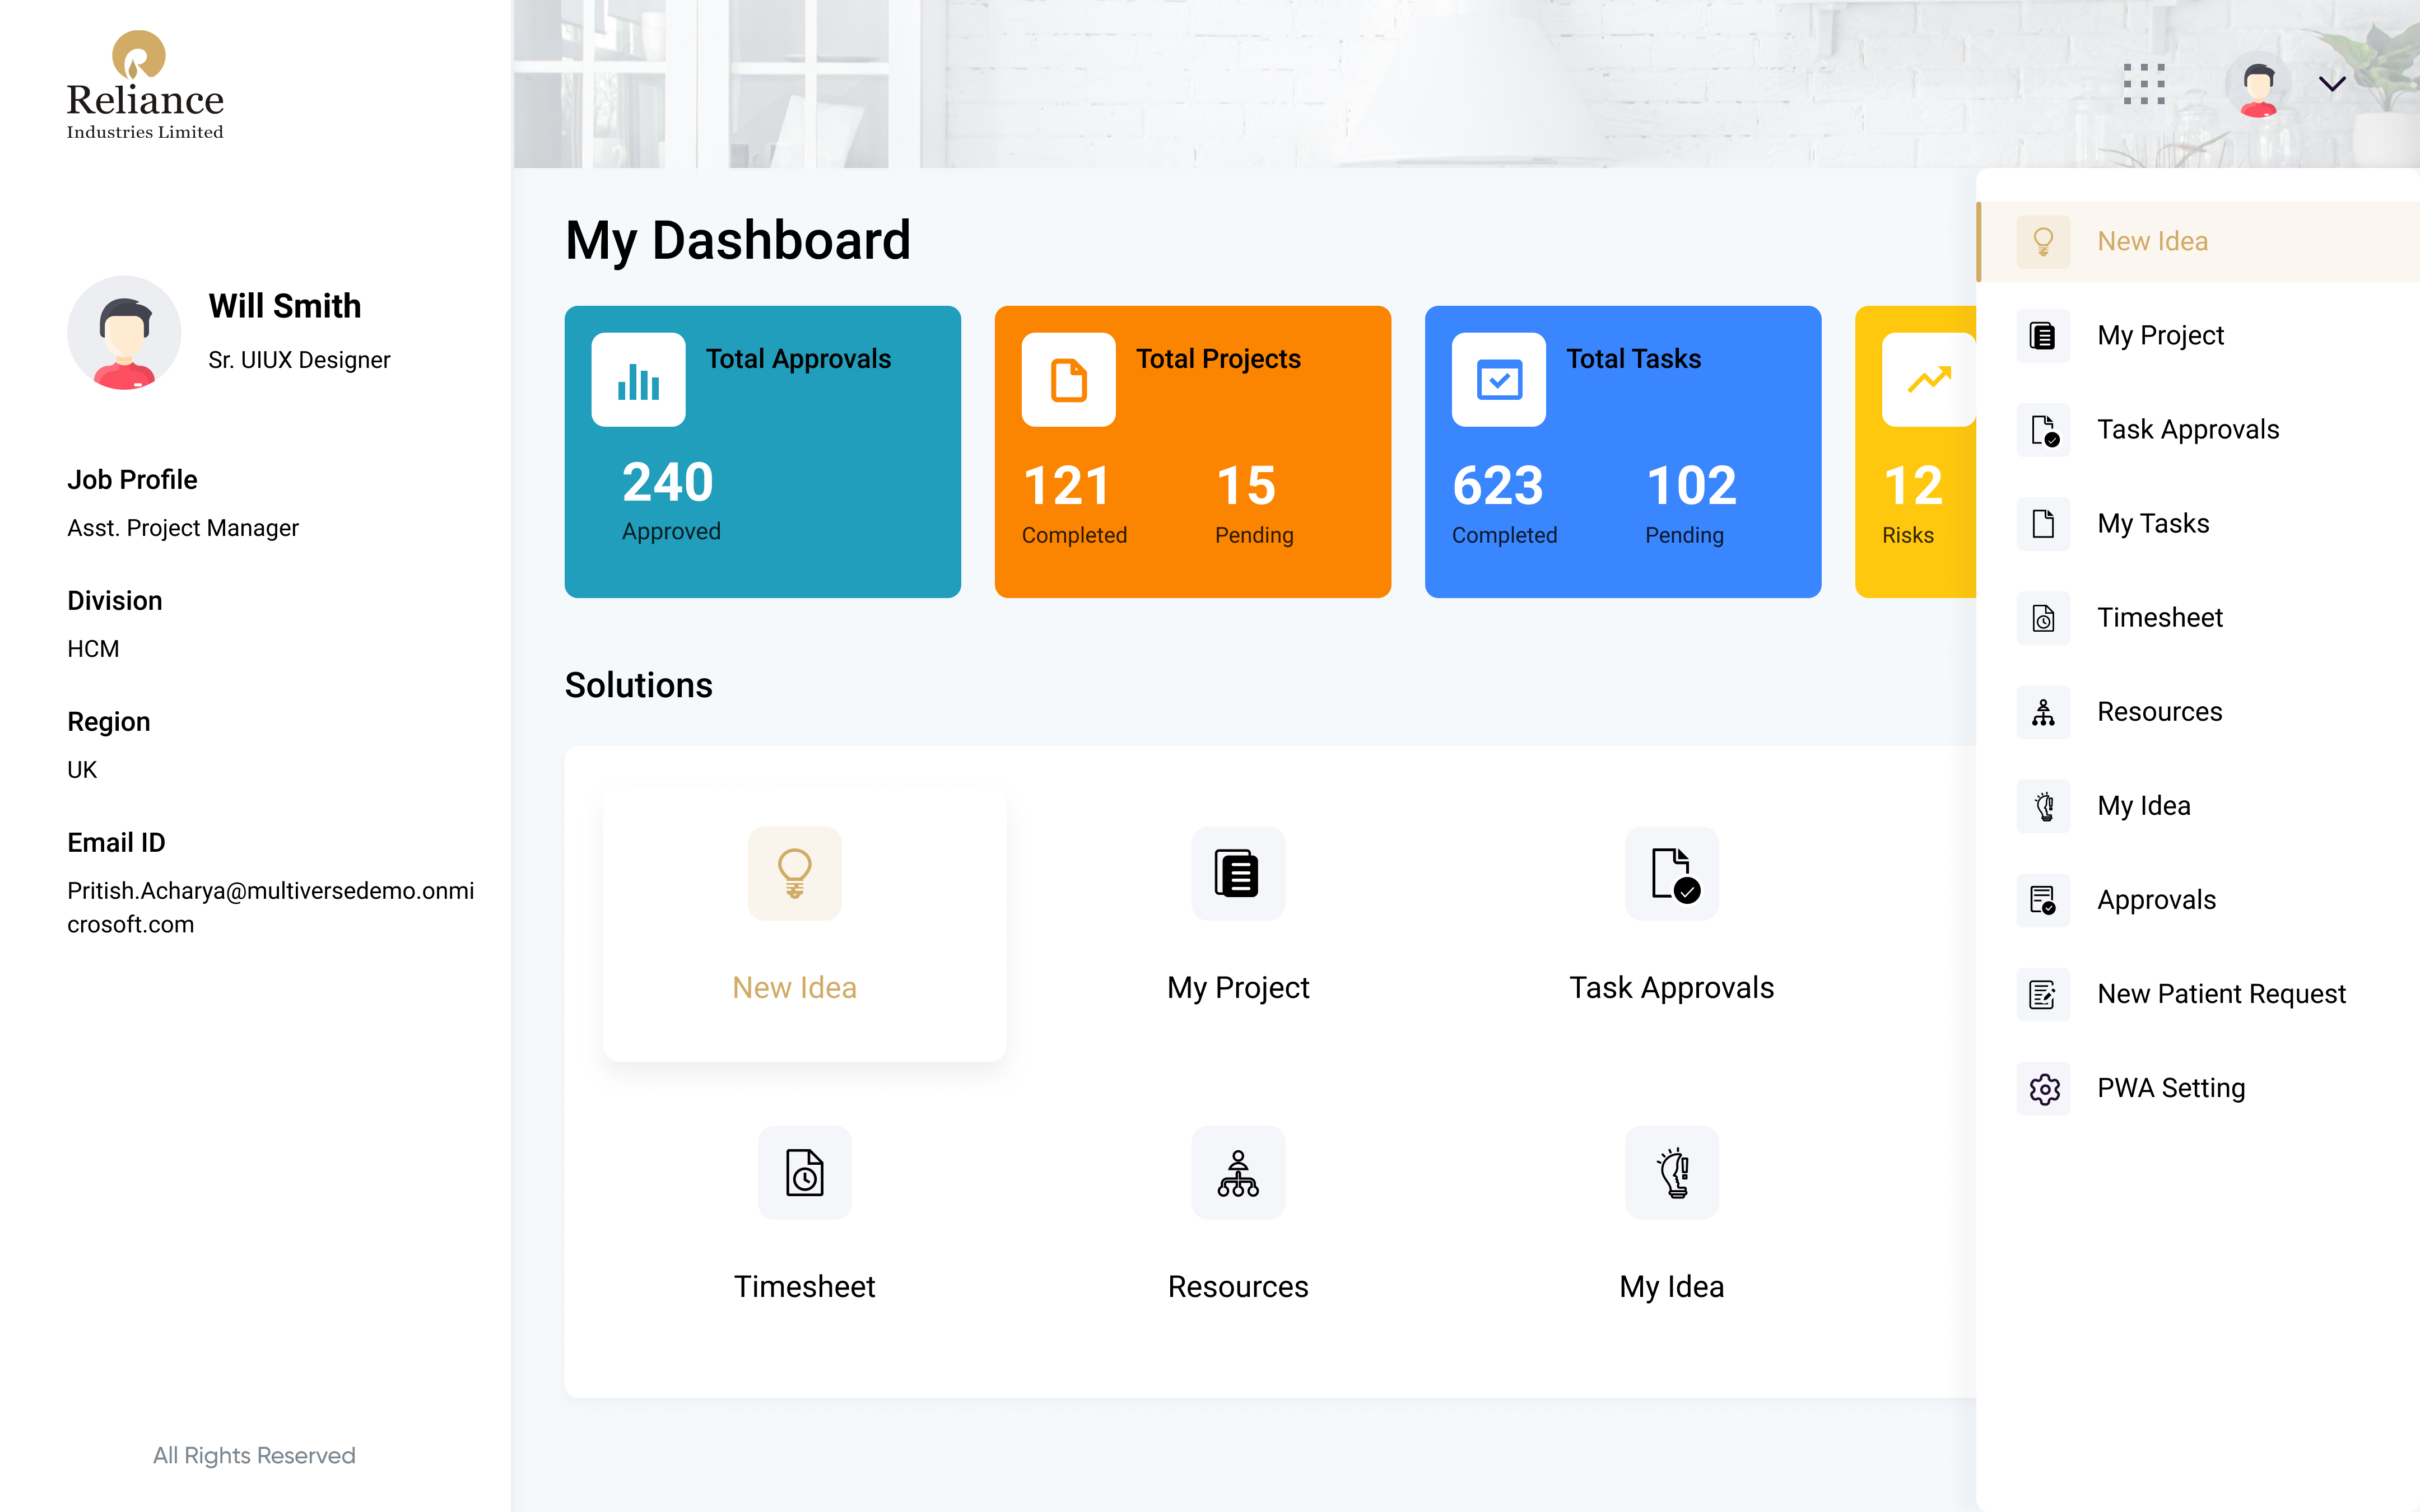 Reliance
Industries Limited
Will Smith
Sr. UIUX Designer
Job Profile
Asst. Project Manager
Division
HCM
Region
UK
Email ID
Pritish.Acharya@multiversedemo.onmi
crosoft.com
All Rights Reserved
My Dashboard
Total Approvals
240
Approved
Total Projects
121
Completed
15
Pending
Total Tasks
623
Completed
102
Pending
12
Risks
Solutions
New Idea
My Project
Task Approvals
Timesheet
Resources
My Idea
New Idea
My Project
Task Approvals
My Tasks
Timesheet
Resources
My Idea
Approvals
New Patient Request
PWA Setting